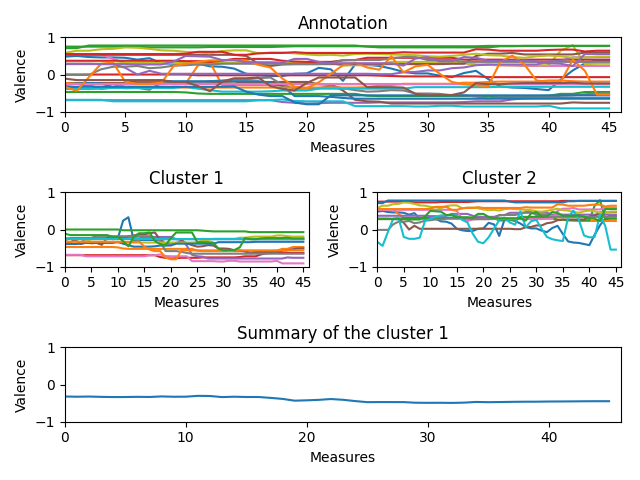 Annotation
1
0
-1
Valence
0 5 10 15 20 25 30 35 40 45
Measures
Cluster 1
1
0
-1
Valence
0 5 10 15 20 25 30 35 40 45
Measures
Cluster 2
1
0
-1
Valence
0 5 10 15 20 25 30 35 40 45
Measures
Summary of the cluster 1
1
0
-1
Valence
0 10 20 30 40
Measures